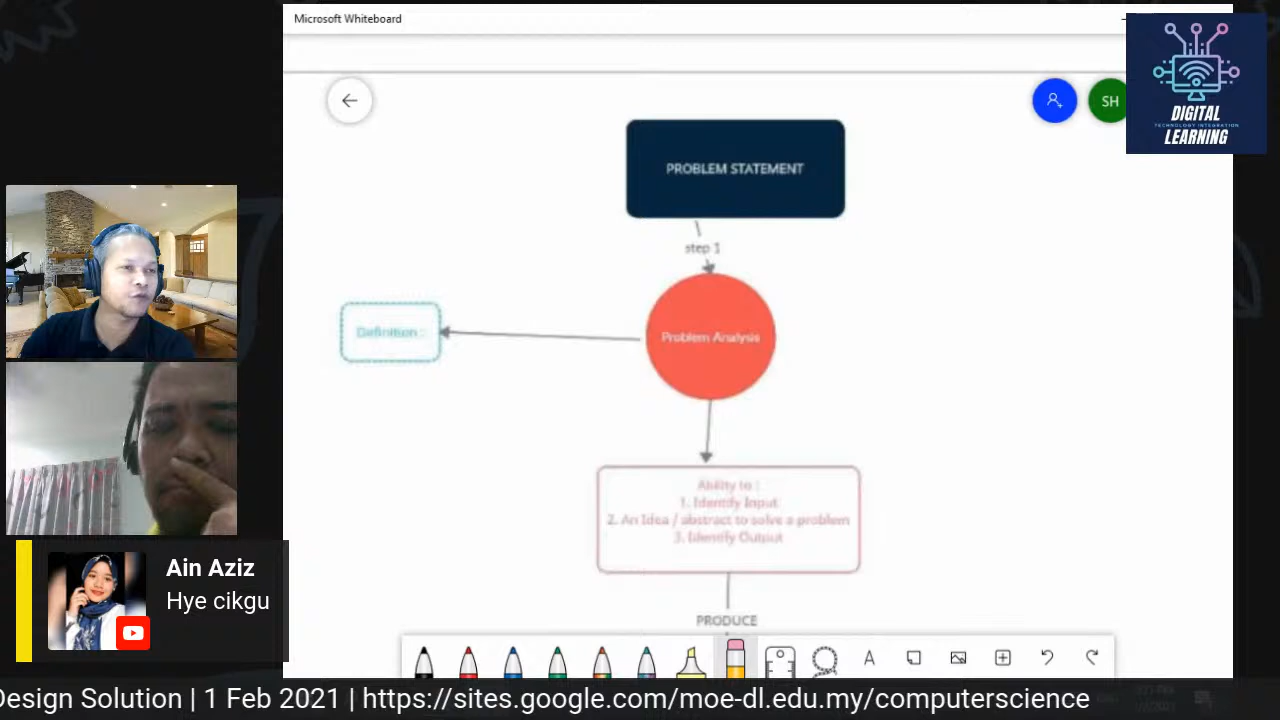 Microsoft Whiteboard
SH
DIGITAL
TECHNOLOGY INTEGRATION
LEARNING
PROBLEM STATEMENT
step 1
Problem Analysis
Definition :
Ability to :
1. Identify Input
2. An Idea / abstract to solve a problem
3. Identify Output
PRODUCE
Ain Aziz
Hye cikgu
Design Solution | 1 Feb 2021 | https://sites.google.com/moe-dl.edu.my/computerscience